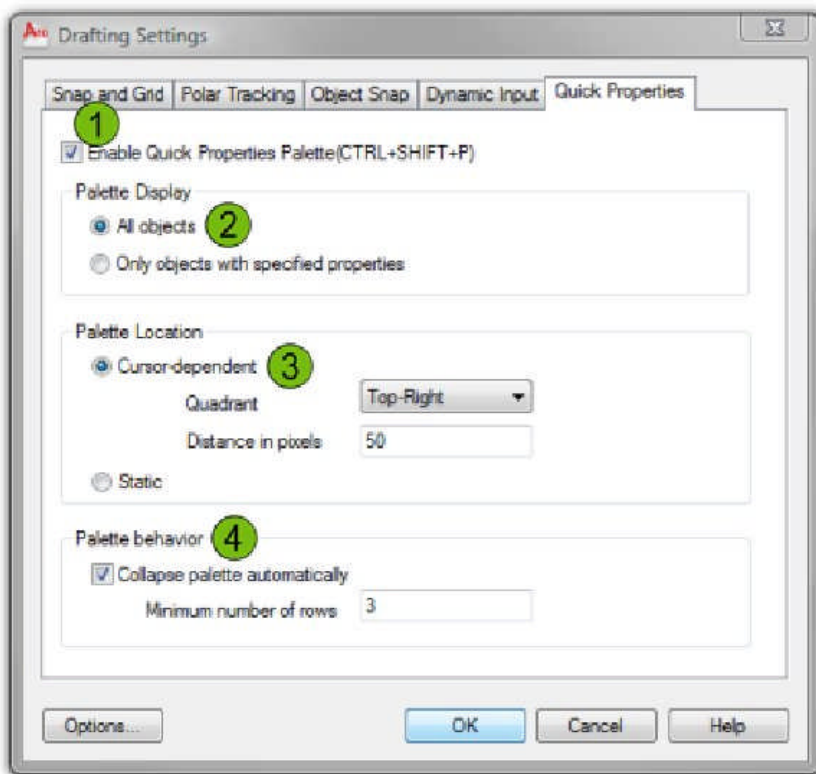 Drafting Settings
Snap and Grid Polar Tracking Object Snap Dynamic Input Quick Properties
1
Enable Quick Properties Palette(CTRL+SHIFT+P)
Palette Display
All objects 2
Only objects with specified properties
Palette Location
Cursor-dependent 3
Quadrant Top-Right
Distance in pixels 50
Static
Palette behavior 4
Collapse palette automatically
Minimum number of rows 3
Options... OK Cancel Help